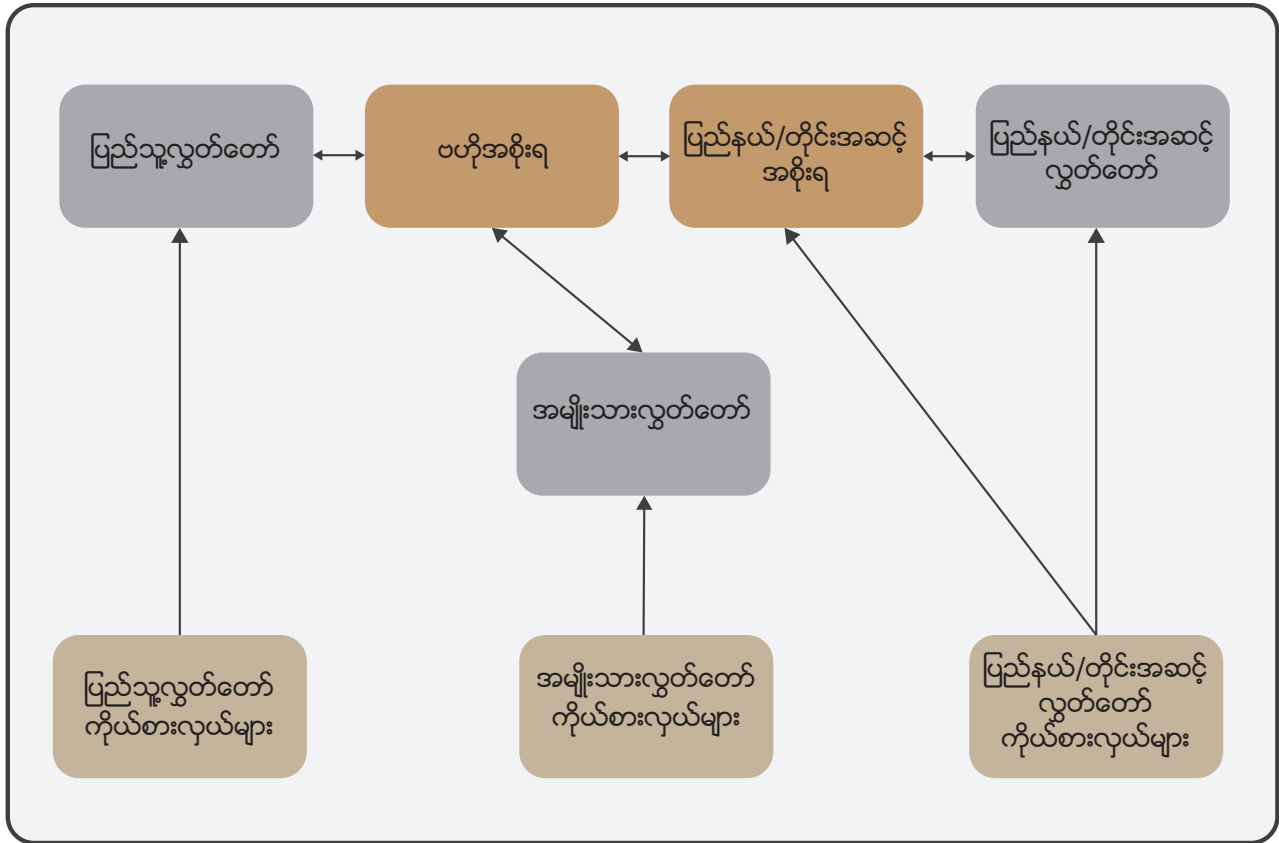 ပြည်သူ့လွှတ်တော်
ဗဟိုအစိုးရ
ပြည်နယ်/တိုင်းအဆင့်
အစိုးရ
ပြည်နယ်/တိုင်းအဆင့်
လွှတ်တော်
အမျိုးသားလွှတ်တော်
ပြည်သူ့လွှတ်တော်
ကိုယ်စားလှယ်များ
အမျိုးသားလွှတ်တော်
ကိုယ်စားလှယ်များ
ပြည်နယ်/တိုင်းအဆင့်
လွှတ်တော်
ကိုယ်စားလှယ်များ